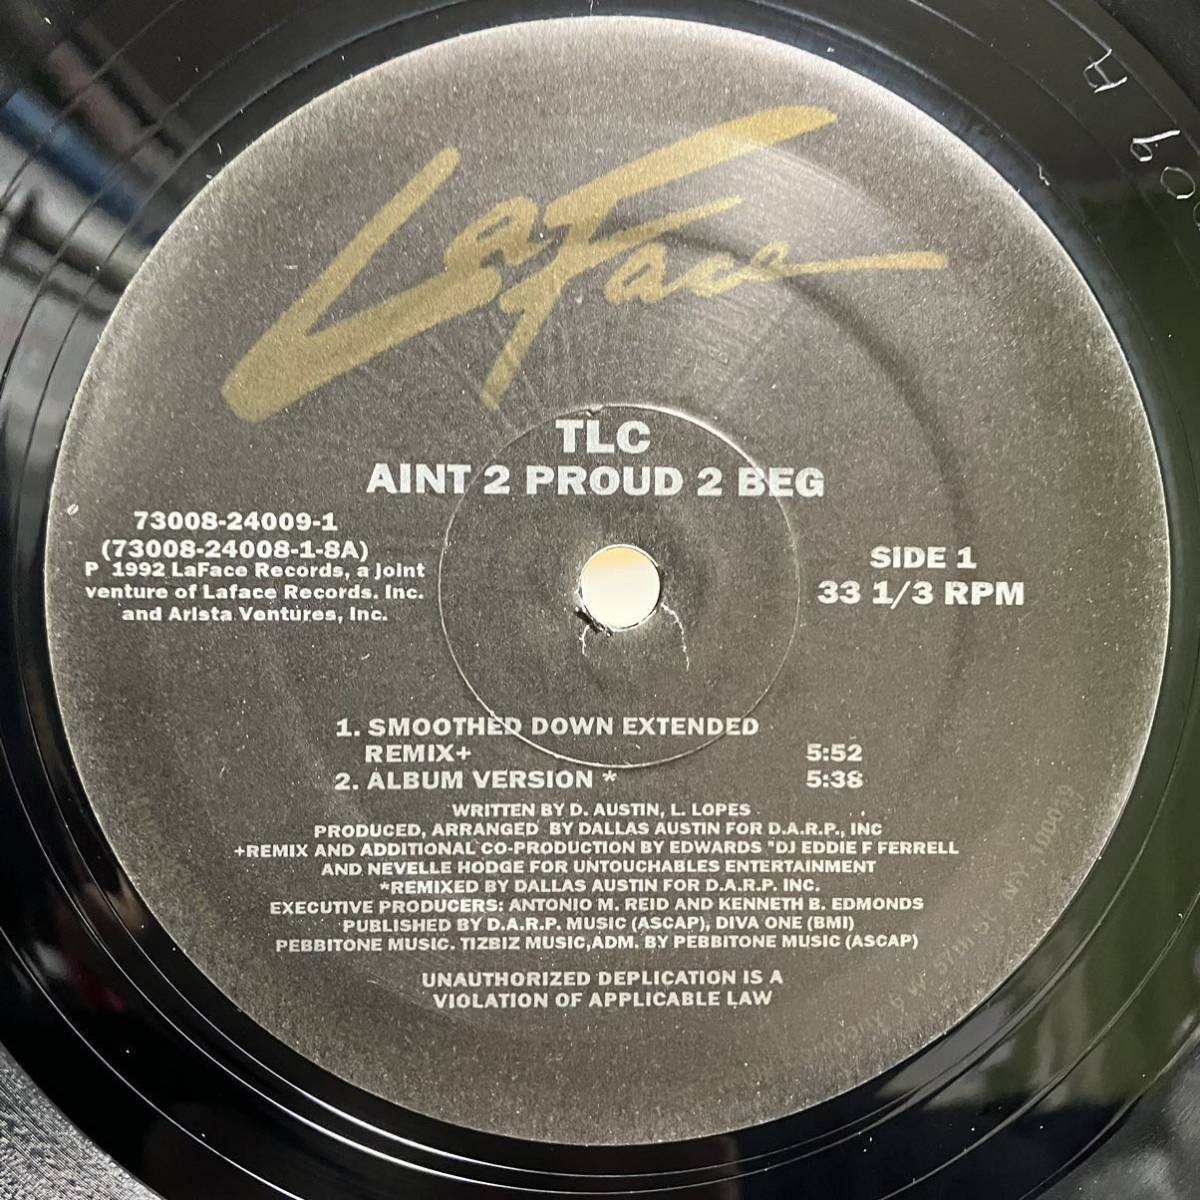 LaFace
TLC
AINT 2 PROUD 2 BEG
73008-24009-1
(73008-24008-1-8A)
P 1992 LaFace Records, a joint
venture of Laface Records. Inc.
and Arista Ventures, Inc.
SIDE 1
33 1/3 RPM
1. SMOOTHED DOWN EXTENDED
REMIX+ 5:52
2. ALBUM VERSION * 5:38
WRITTEN BY D. AUSTIN, L. LOPES
PRODUCED, ARRANGED BY DALLAS AUSTIN FOR D.A.R.P., INC
+REMIX AND ADDITIONAL CO-PRODUCTION BY EDWARDS "DJ EDDIE F FERRELL
AND NEVELLE HODGE FOR UNTOUCHABLES ENTERTAINMENT
*REMIXED BY DALLAS AUSTIN FOR D.A.R.P. INC.
EXECUTIVE PRODUCERS: ANTONIO M. REID AND KENNETH B. EDMONDS
PUBLISHED BY D.A.R.P. MUSIC (ASCAP), DIVA ONE (BMI)
PEBBITONE MUSIC. TIZBIZ MUSIC,ADM. BY PEBBITONE MUSIC (ASCAP)
UNAUTHORIZED DEPLICATION IS A
VIOLATION OF APPLICABLE LAW